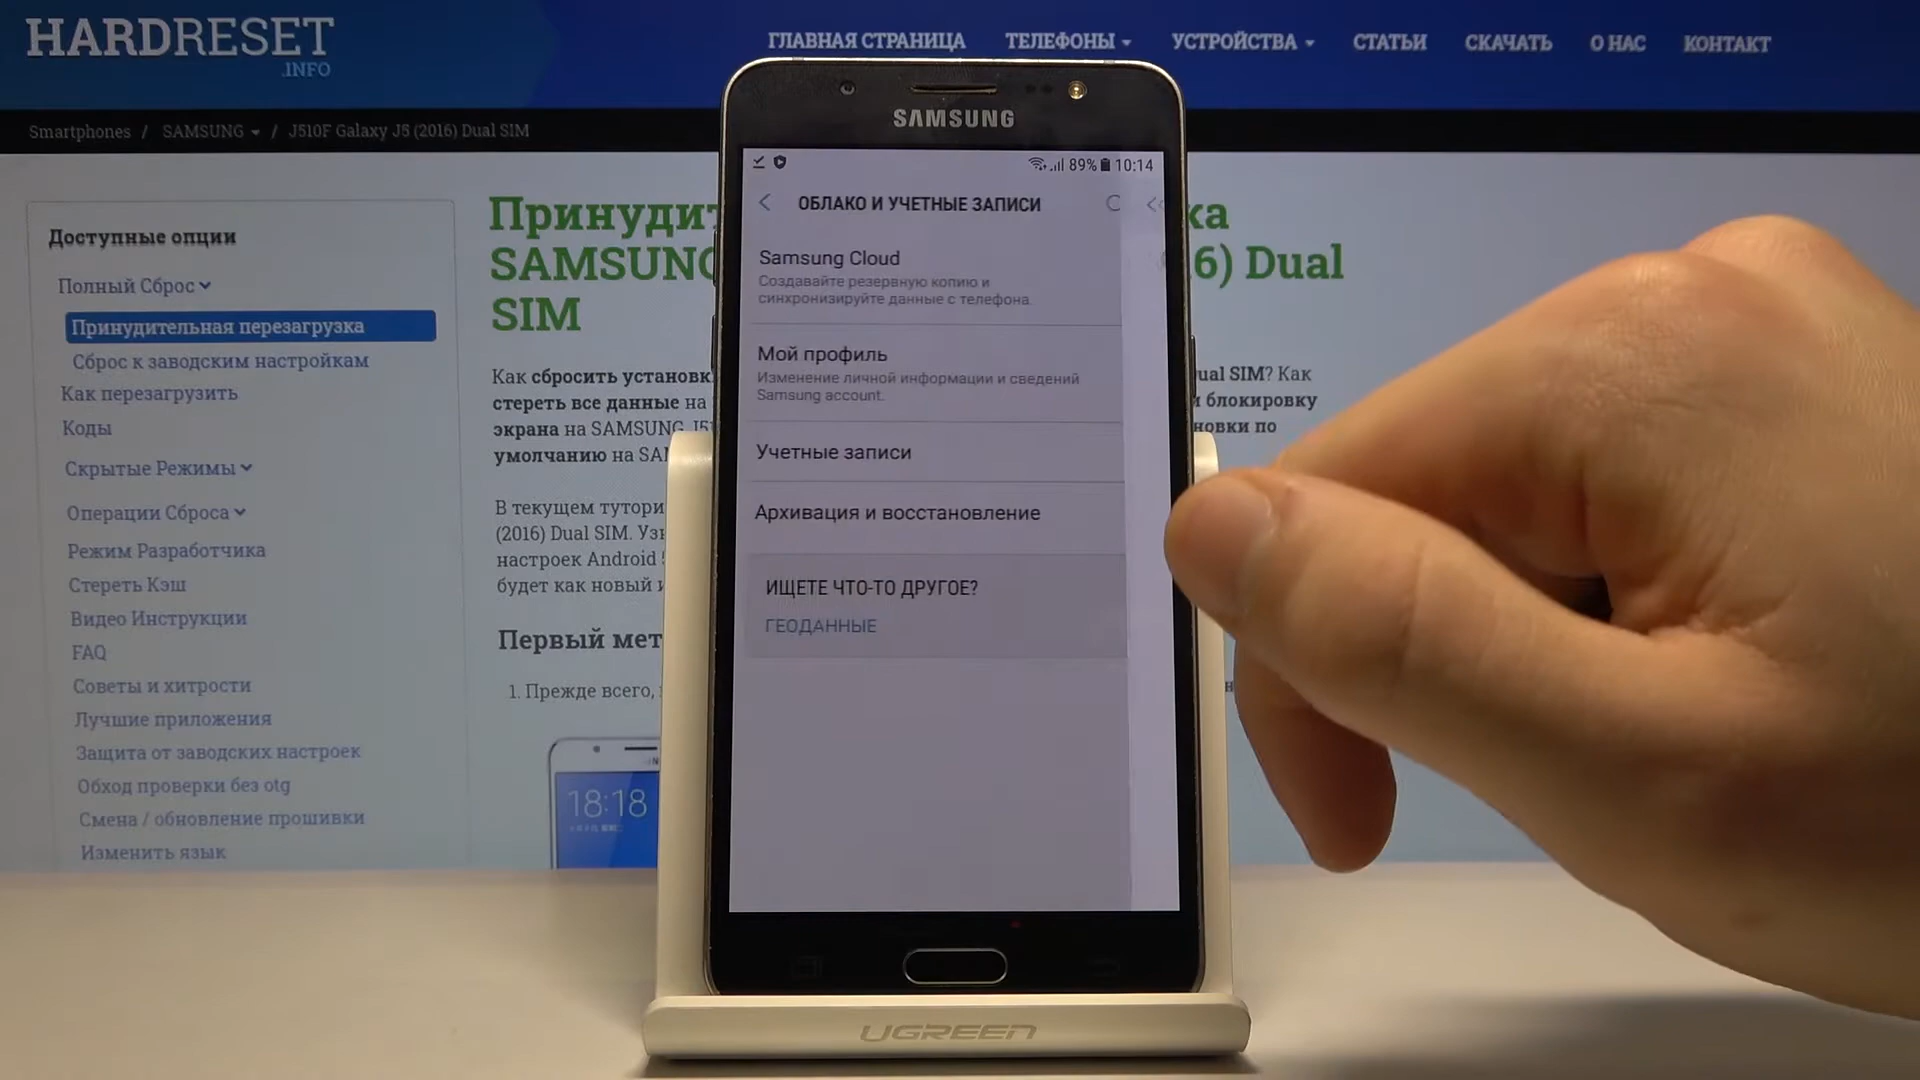 HARDRESET
.INFO
ГЛАВНАЯ СТРАНИЦА ТЕЛЕФОНЫ УСТРОЙСТВА СТАТЬИ СКАЧАТЬ О НАС КОНТАКТ
Smartphones / SAMSUNG / J510F Galaxy J5 (2016) Dual SIM
Доступные опции
Полный Сброс
Принудительная перезагрузка
Сброс к заводским настройкам
Как перезагрузить
Коды
Скрытые Режимы
Операции Сброса
Режим Разработчика
Стереть Кэш
Видео Инструкции
FAQ
Советы и хитрости
Лучшие приложения
Защита от заводских настроек
Обход проверки без otg
Смена / обновление прошивки
Изменить язык
Принудит ка
SAMSUNG 6) Dual
SIM
Как сбросить установк ual SIM? Как
стереть все данные на и блокировку
экрана на SAMSUNG J51 новки по
умолчанию на SA
В текущем тутори
(2016) Dual SIM. Уз
настроек Android
будет как новый и
Первый мет
1. Прежде всего,
18:18
SAMSUNG
89% 10:14
ОБЛАКО И УЧЕТНЫЕ ЗАПИСИ
Samsung Cloud
Создавайте резервную копию и
синхронизируйте данные с телефона.
Мой профиль
Изменение личной информации и сведений
Samsung account.
Учетные записи
Архивация и восстановление
ИЩЕТЕ ЧТО-ТО ДРУГОЕ?
ГЕОДАННЫЕ
UGREEN